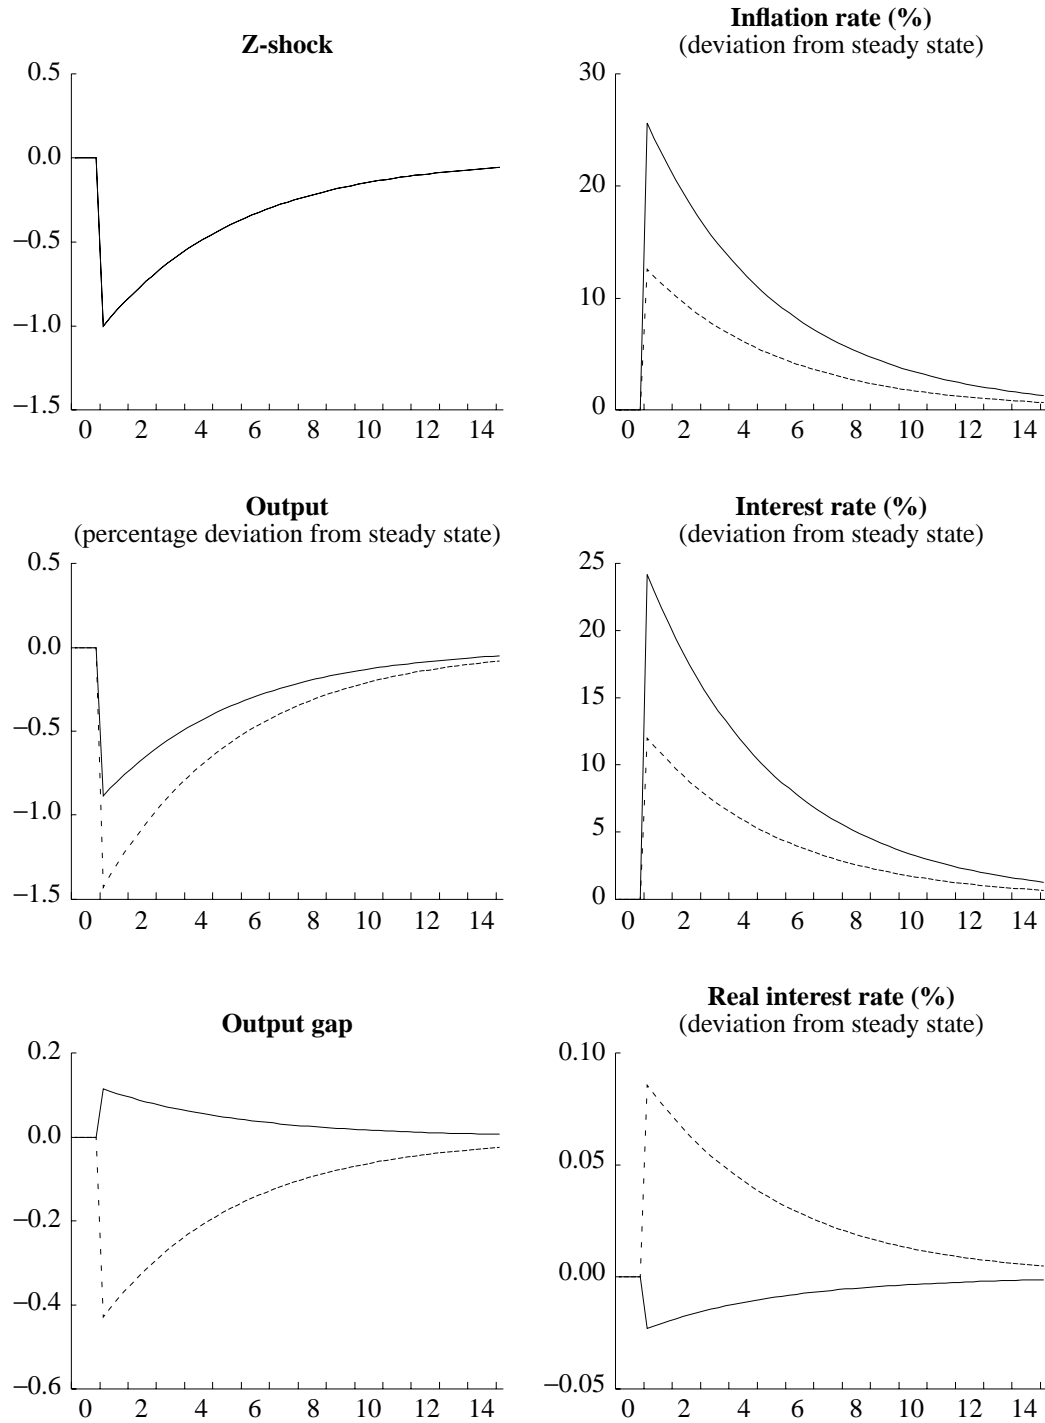 Z-shock
0.5
0.0
–0.5
–1.0
–1.5
0 2 4 6 8 10 12 14
Inflation rate (%)
(deviation from steady state)
30
20
10
0
0 2 4 6 8 10 12 14
Output
(percentage deviation from steady state)
0.5
0.0
–0.5
–1.0
–1.5
0 2 4 6 8 10 12 14
Interest rate (%)
(deviation from steady state)
25
20
15
10
5
0
0 2 4 6 8 10 12 14
Output gap
0.2
0.0
–0.2
–0.4
–0.6
0 2 4 6 8 10 12 14
Real interest rate (%)
(deviation from steady state)
0.10
0.05
0.00
–0.05
0 2 4 6 8 10 12 14